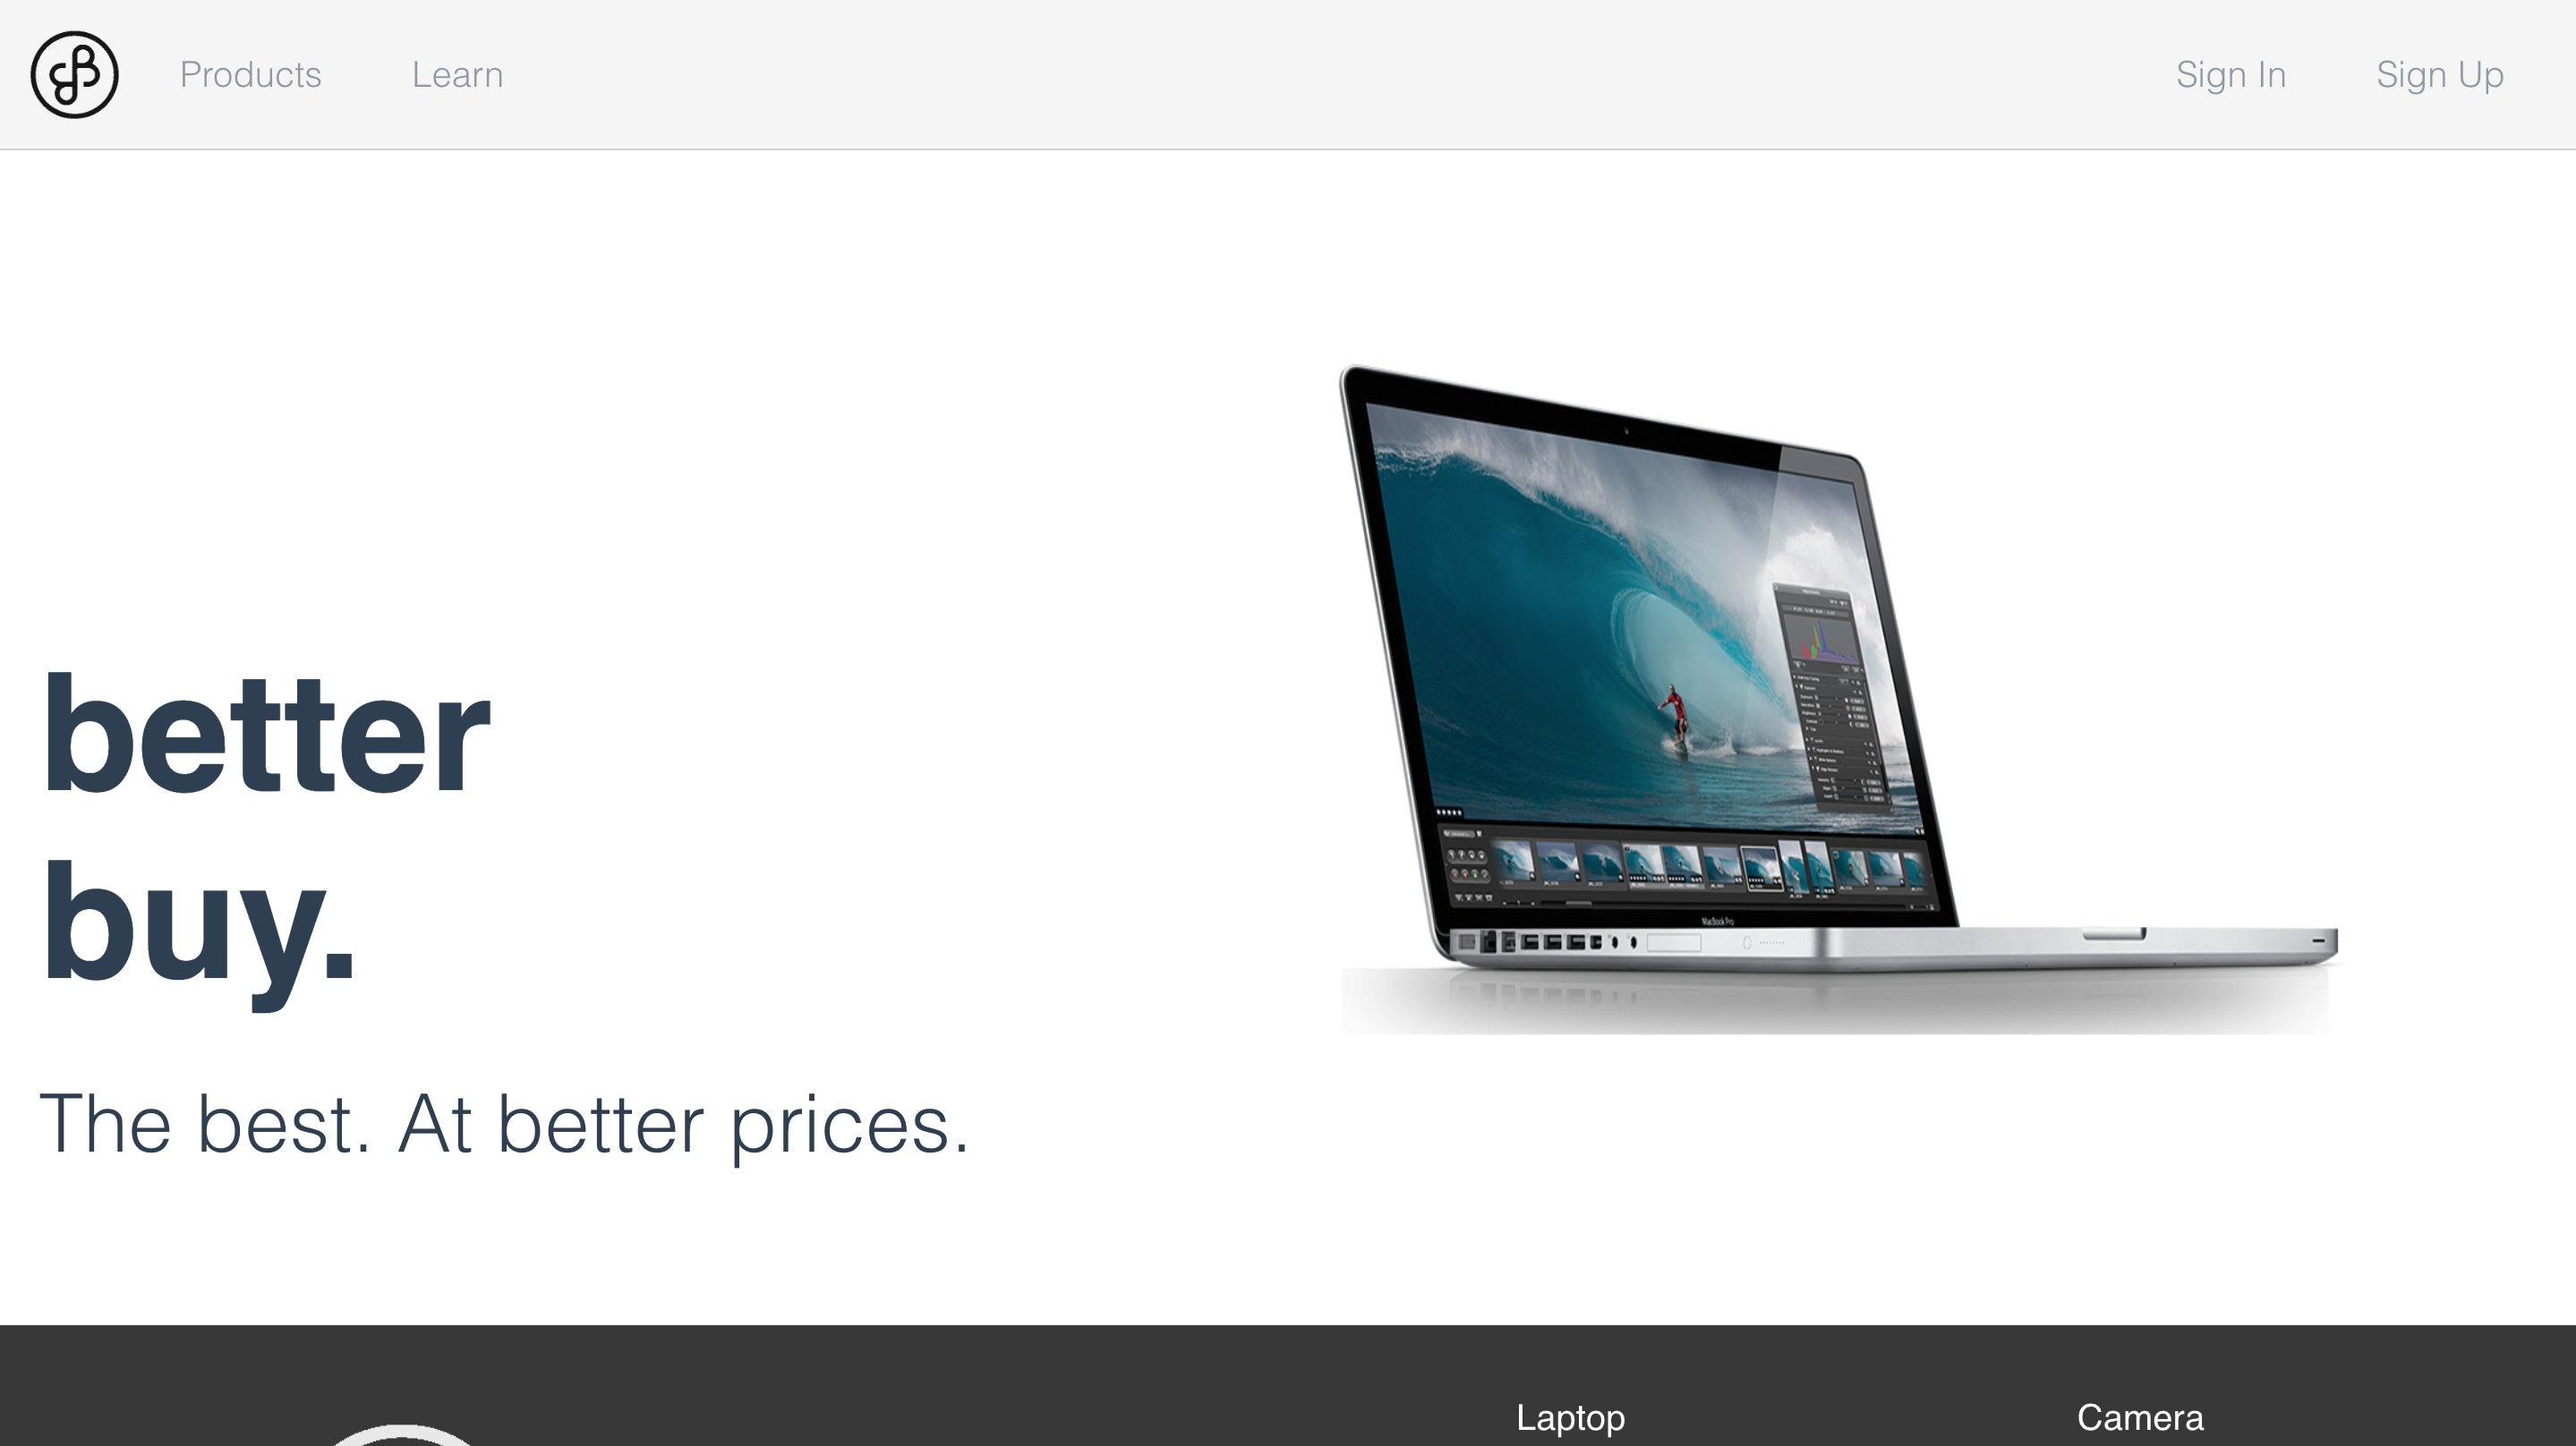 Products Learn Sign In Sign Up
better
buy.
The best. At better prices.
MacBook Pro
Laptop Camera